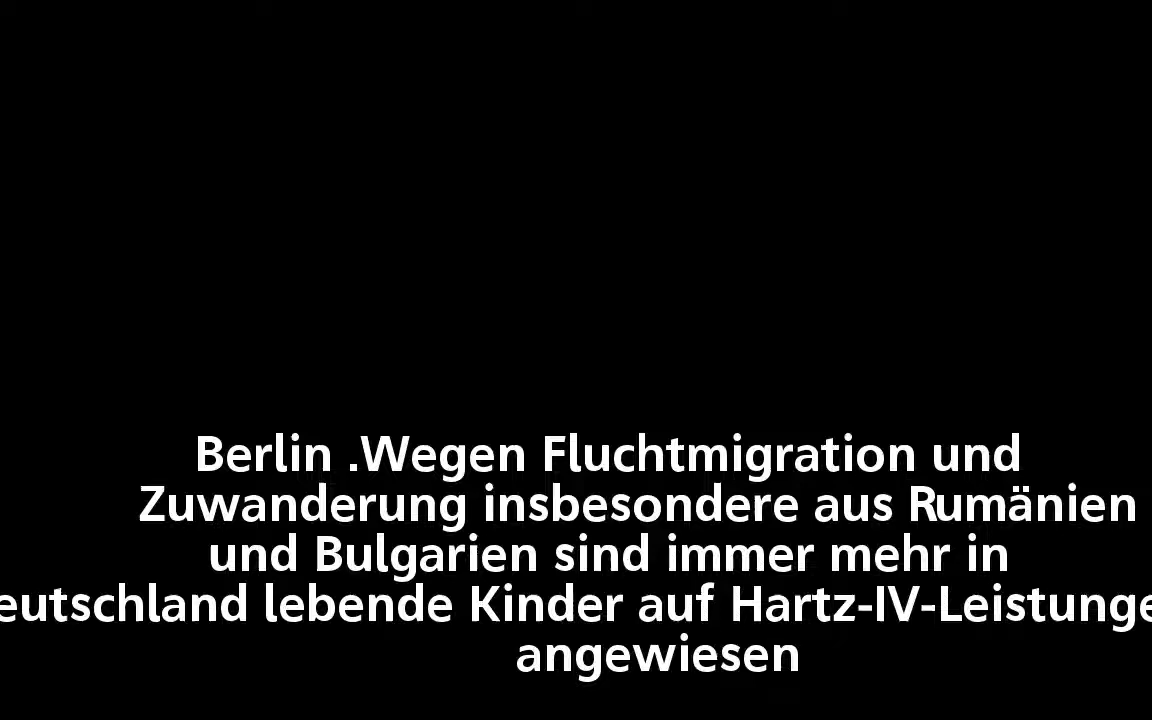 Berlin .Wegen Fluchtmigration und
Zuwanderung insbesondere aus Rumänien
und Bulgarien sind immer mehr in
eutschland lebende Kinder auf Hartz-IV-Leistunge
angewiesen